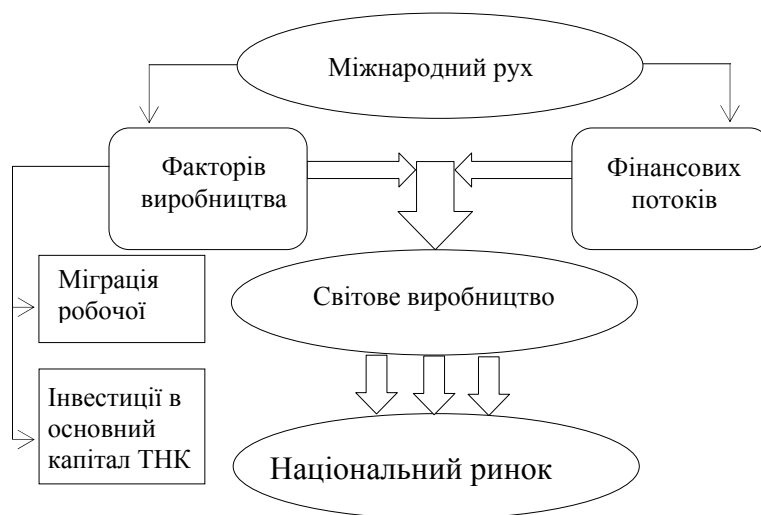 Міжнародний рух
Факторів
виробництва
Фінансових
потоків
Міграція
робочої
Світове виробництво
Інвестиції в
основний
капітал ТНК
Національний ринок